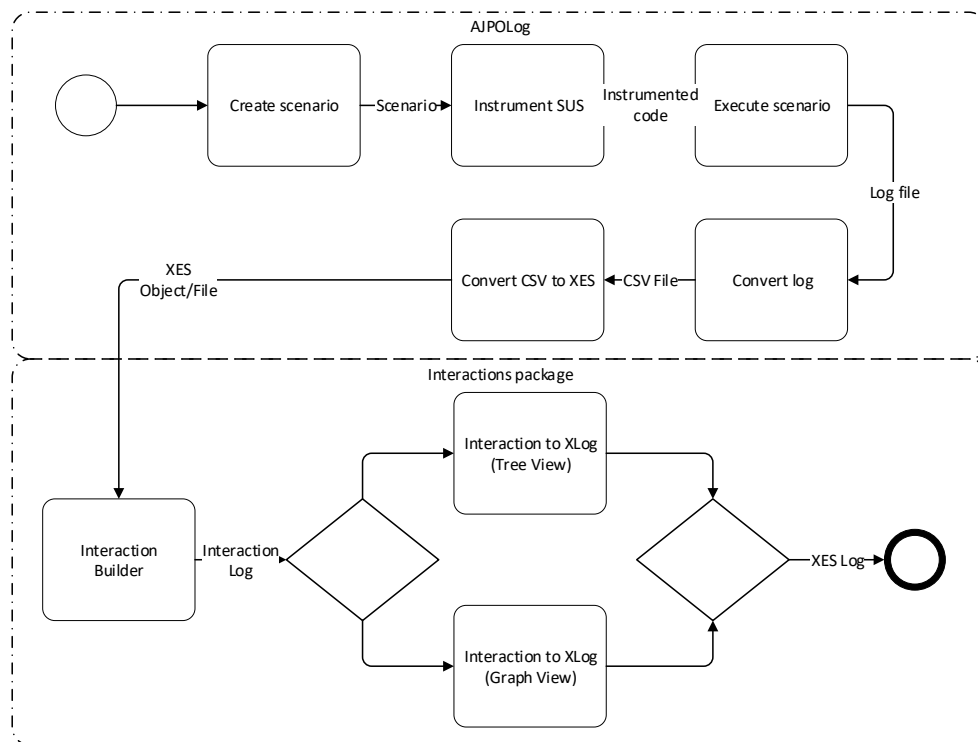 AJPOLog
Create scenario
Scenario
Instrument SUS
Instrumented
code
Execute scenario
Log file
XES
Object/File
Convert CSV to XES
CSV File
Convert log
Interactions package
Interaction to XLog
(Tree View)
Interaction
Builder
Interaction
Log
XES Log
Interaction to XLog
(Graph View)